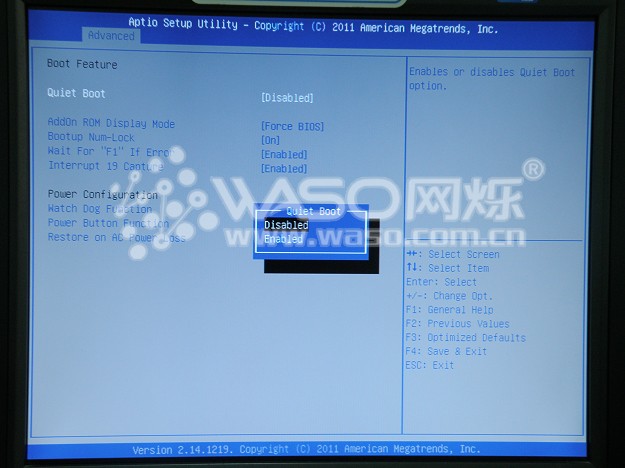 Aptio Setup Utility - Copyright (C) 2011 American Megatrends, Inc.
Advanced
Boot Feature
Quiet Boot [Disabled]
AddOn ROM Display Mode [Force BIOS]
Bootup Num-Lock [On]
Wait For "F1" If Error [Enabled]
Interrupt 19 Capture [Enabled]
Power Configuration
Watch Dog Function
Power Button Function
Restore on AC Power Loss
Quiet Boot
Disabled
Enabled
Enables or disables Quiet Boot
option.
→←: Select Screen
↑↓: Select Item
Enter: Select
+/-: Change Opt.
F1: General Help
F2: Previous Values
F3: Optimized Defaults
F4: Save & Exit
ESC: Exit
Version 2.14.1219. Copyright (C) 2011 American Megatrends, Inc.
WASO网烁®
www.waso.com.cn